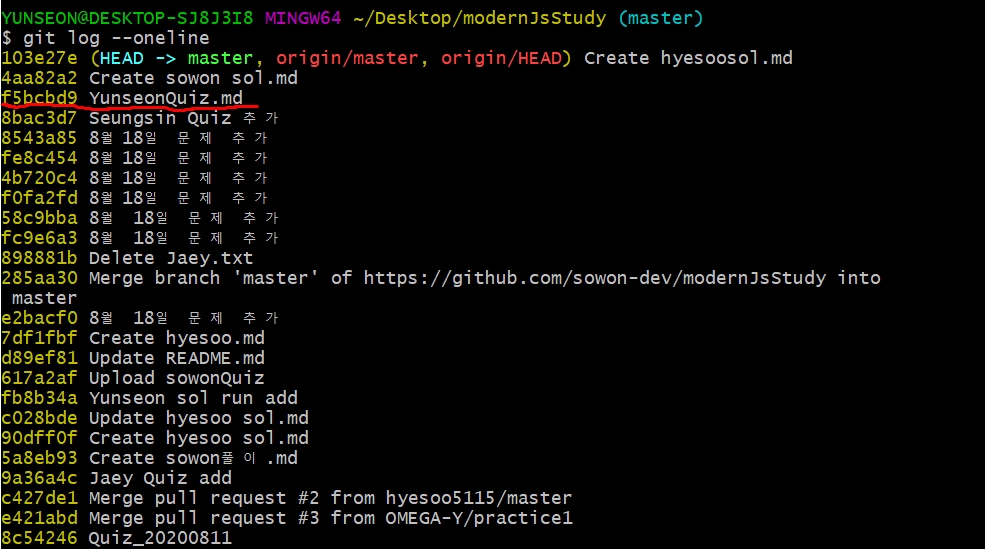 YUNSEON@DESKTOP-SJ8J3I8 MINGW64 ~/Desktop/modernJsStudy (master)
$ git log --oneline
103e27e (HEAD -> master, origin/master, origin/HEAD) Create hyesoosol.md
4aa82a2 Create sowon sol.md
f5bcbd9 YunseonQuiz.md
8bac3d7 Seungsin Quiz 추가
8543a85 8월 18일 문제 추가
fe8c454 8월 18일 문제 추가
4b720c4 8월 18일 문제 추가
f0fa2fd 8월 18일 문제 추가
58c9bba 8월 18일 문제 추가
fc9e6a3 8월 18일 문제 추가
898881b Delete Jaey.txt
285aa30 Merge branch 'master' of https://github.com/sowon-dev/modernJsStudy into
master
e2bacf0 8월 18일 문제 추가
7df1fbf Create hyesoo.md
d89ef81 Update README.md
617a2af Upload sowonQuiz
fb8b34a Yunseon sol run add
c028bde Update hyesoo sol.md
90dff0f Create hyesoo sol.md
5a8eb93 Create sowon풀이.md
9a36a4c Jaey Quiz add
c427de1 Merge pull request #2 from hyesoo5115/master
e421abd Merge pull request #3 from OMEGA-Y/practice1
8c54246 Quiz_20200811